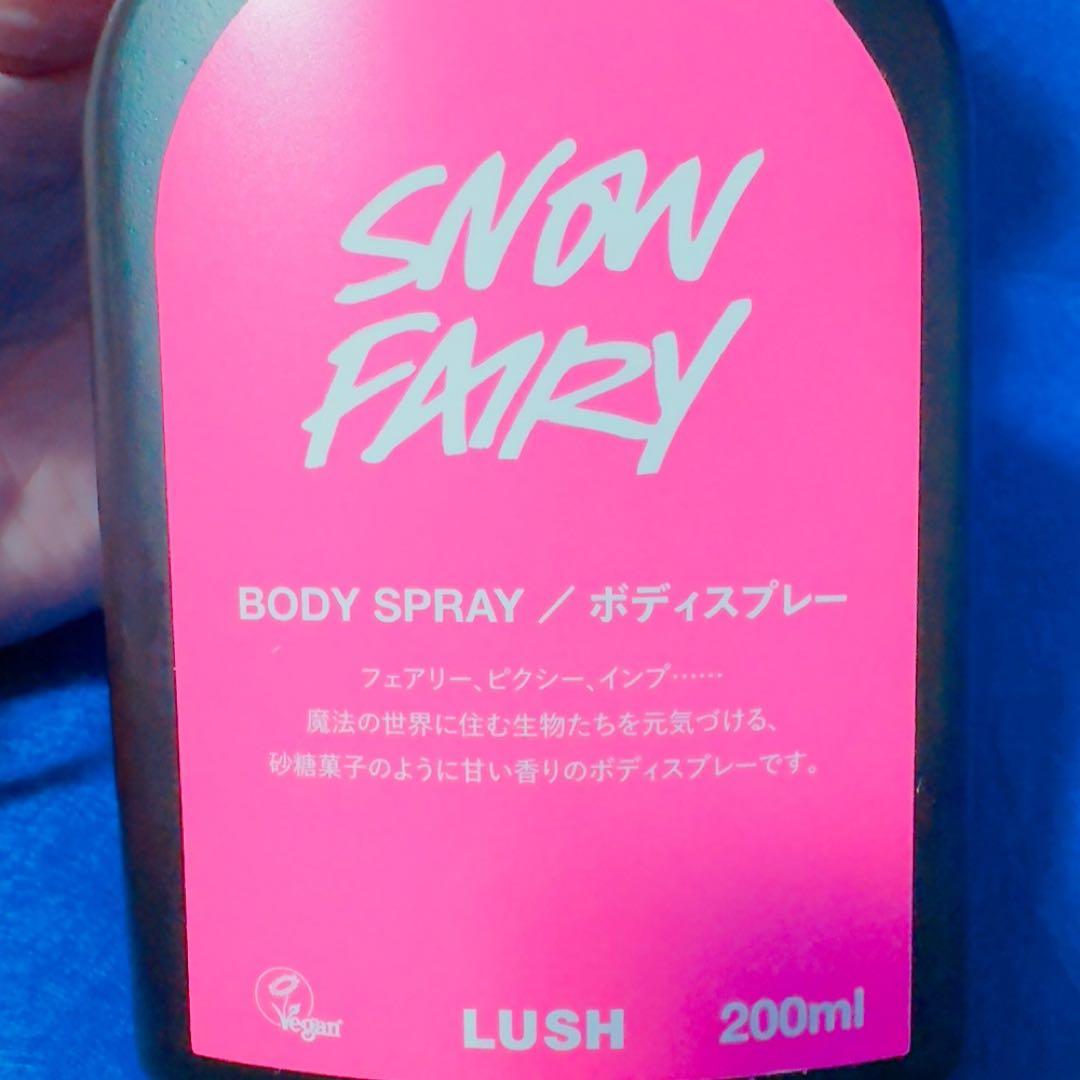 SNOW
FAIRY
BODY SPRAY / ボディスプレー
フェアリー、ピクシー、インプ……
魔法の世界に住む生物たちを元気づける、
砂糖菓子のように甘い香りのボディスプレーです。
Vegan
LUSH
200ml